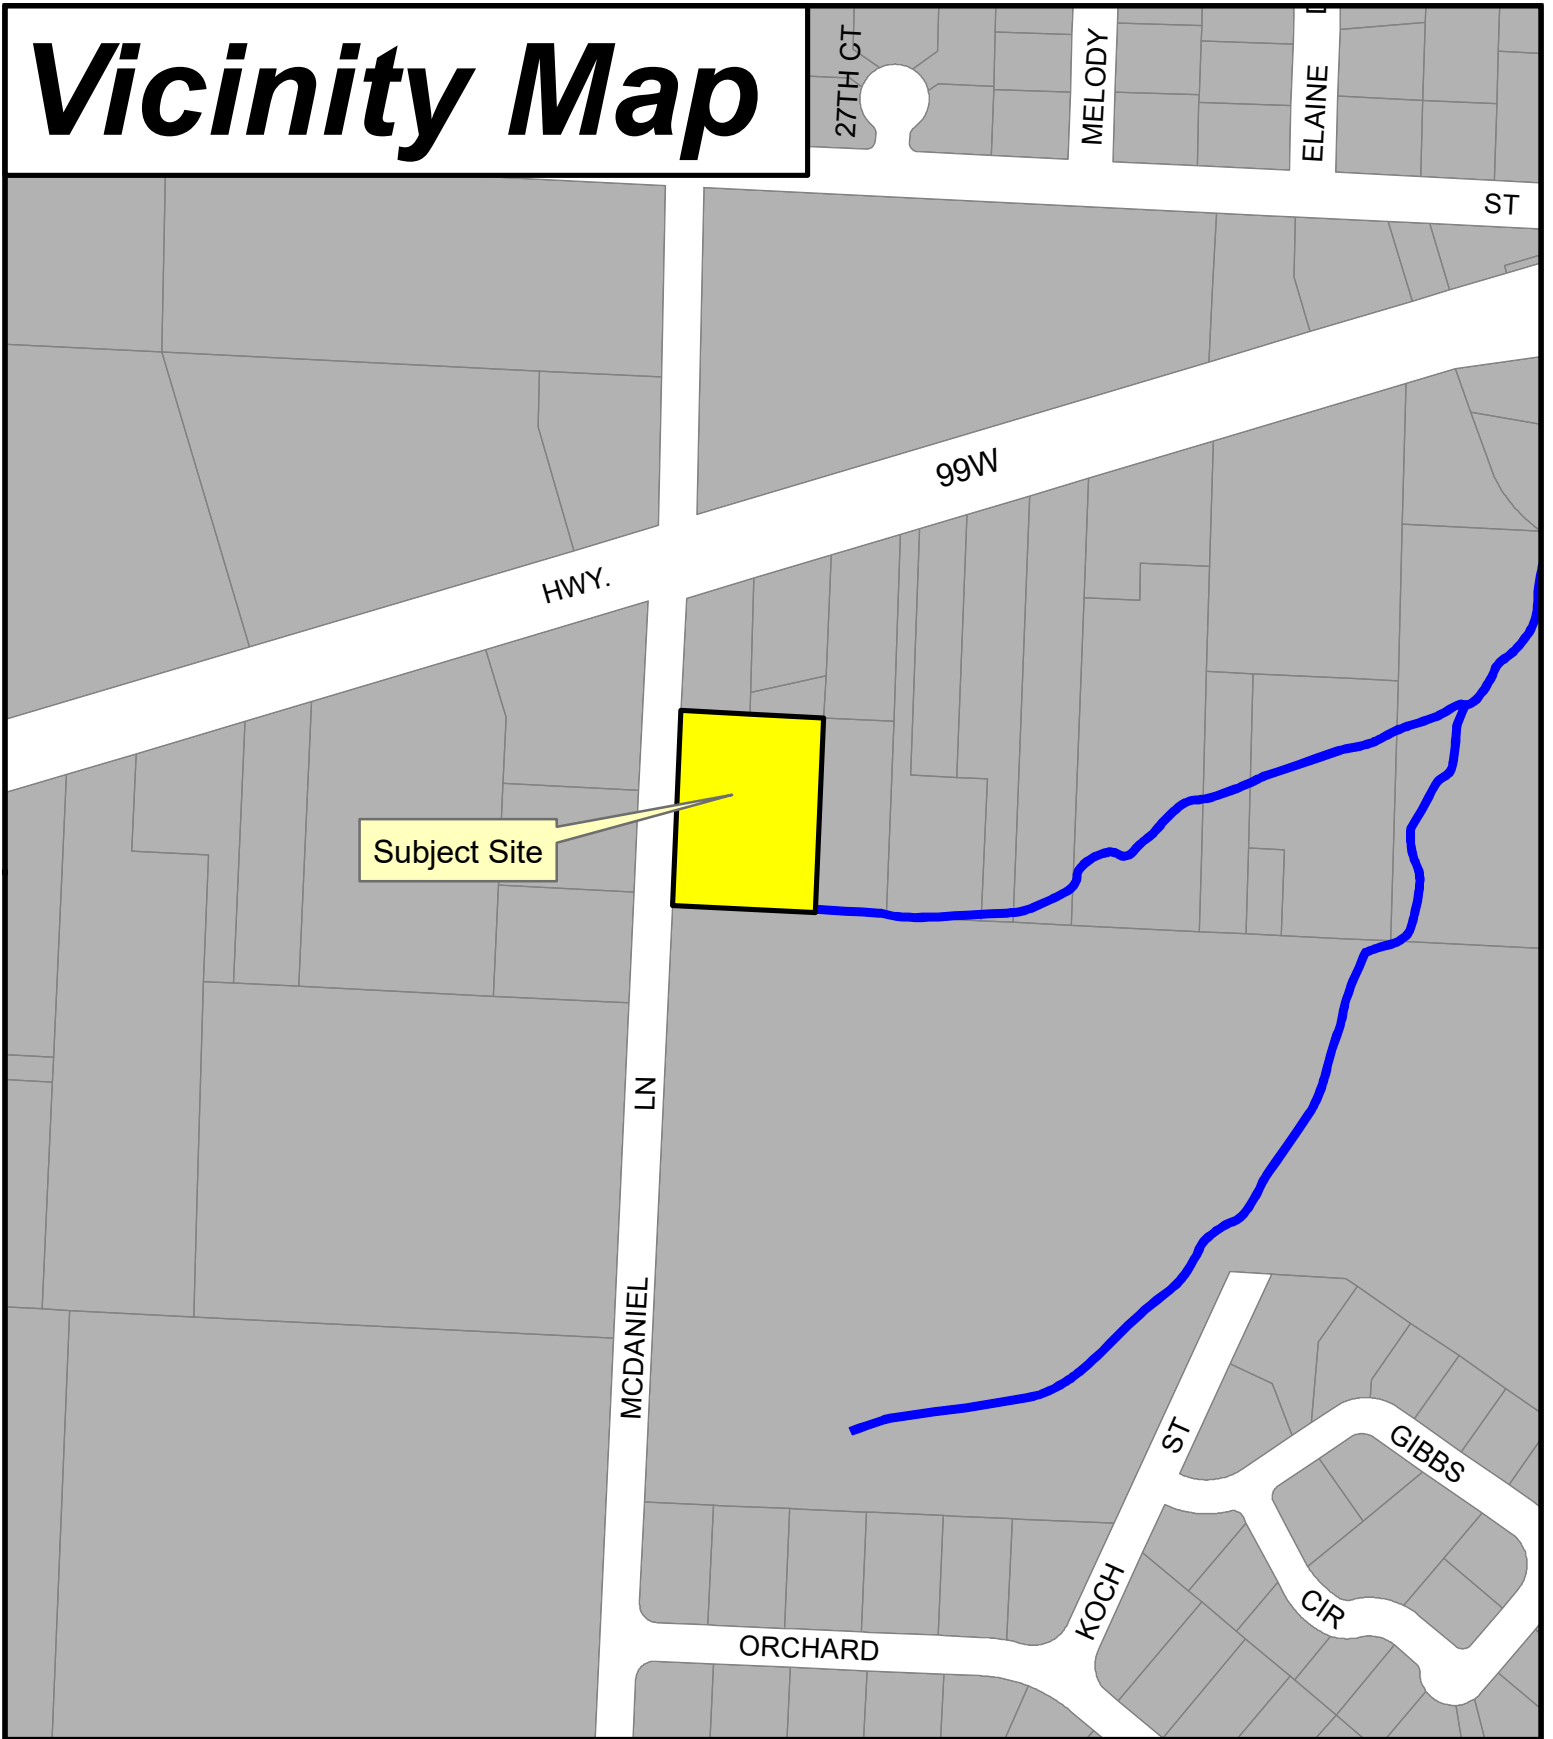 Vicinity Map
27TH CT
MELODY
ELAINE
ST
99W
HWY.
Subject Site
LN
MCDANIEL
ST
GIBBS
KOCH
CIR
ORCHARD